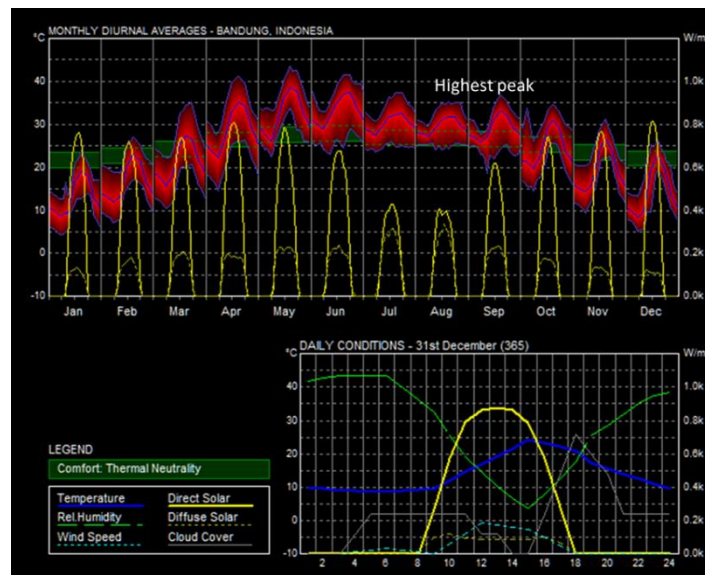 °C MONTHLY DIURNAL AVERAGES - BANDUNG, INDONESIA W/m
40 1.0k
Highest peak
30 0.8k
20 0.6k
10 0.4k
0 0.2k
-10 0.0k
Jan Feb Mar Apr May Jun Jul Aug Sep Oct Nov Dec
°C DAILY CONDITIONS - 31st December (365) W/m
40 1.0k
30 0.8k
20 0.6k
10 0.4k
0 0.2k
-10 0.0k
2 4 6 8 10 12 14 16 18 20 22 24
LEGEND
Comfort: Thermal Neutrality
Temperature Direct Solar
Rel.Humidity Diffuse Solar
Wind Speed Cloud Cover